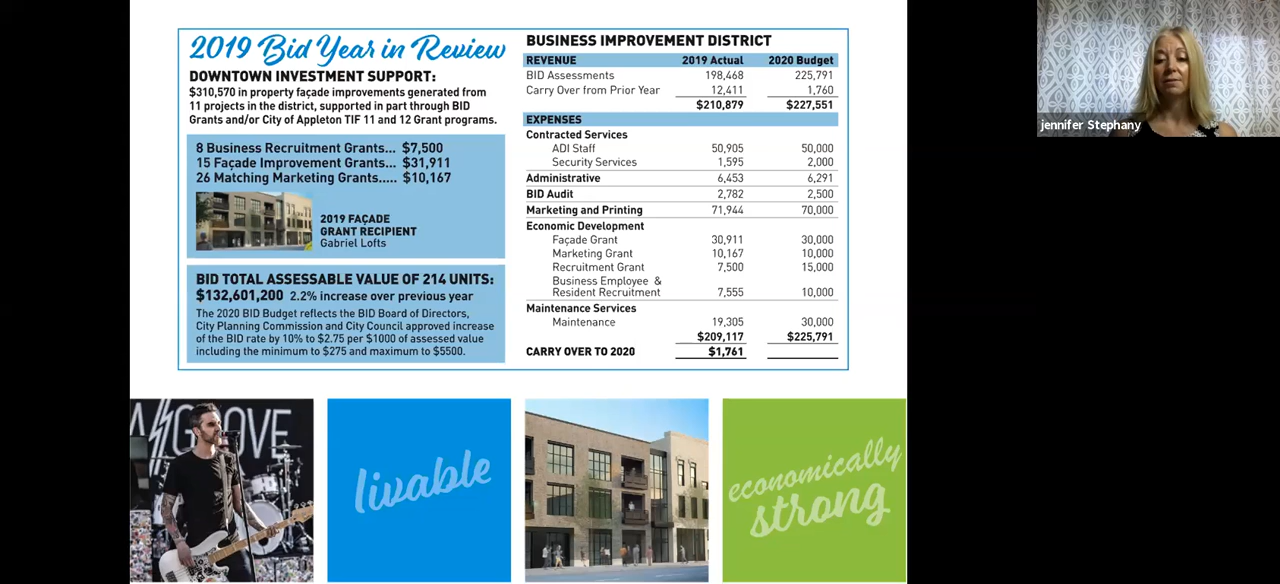 2019 Bid Year in Review
DOWNTOWN INVESTMENT SUPPORT:
$310,570 in property façade improvements generated from
11 projects in the district, supported in part through BID
Grants and/or City of Appleton TIF 11 and 12 Grant programs.
8 Business Recruitment Grants... $7,500
15 Façade Improvement Grants... $31,911
26 Matching Marketing Grants..... $10,167
2019 FAÇADE
GRANT RECIPIENT
Gabriel Lofts
BID TOTAL ASSESSABLE VALUE OF 214 UNITS:
$132,601,200 2.2% increase over previous year
The 2020 BID Budget reflects the BID Board of Directors,
City Planning Commission and City Council approved increase
of the BID rate by 10% to $2.75 per $1000 of assessed value
including the minimum to $275 and maximum to $5500.
BUSINESS IMPROVEMENT DISTRICT
REVENUE 2019 Actual 2020 Budget
BID Assessments 198,468 225,791
Carry Over from Prior Year 12,411 1,760
$210,879 $227,551
EXPENSES
Contracted Services
ADI Staff 50,905 50,000
Security Services 1,595 2,000
Administrative 6,453 6,291
BID Audit 2,782 2,500
Marketing and Printing 71,944 70,000
Economic Development
Façade Grant 30,911 30,000
Marketing Grant 10,167 10,000
Recruitment Grant 7,500 15,000
Business Employee &
Resident Recruitment 7,555 10,000
Maintenance Services
Maintenance 19,305 30,000
$209,117 $225,791
CARRY OVER TO 2020 $1,761
jennifer Stephany
GROOVE
livable
economically
strong